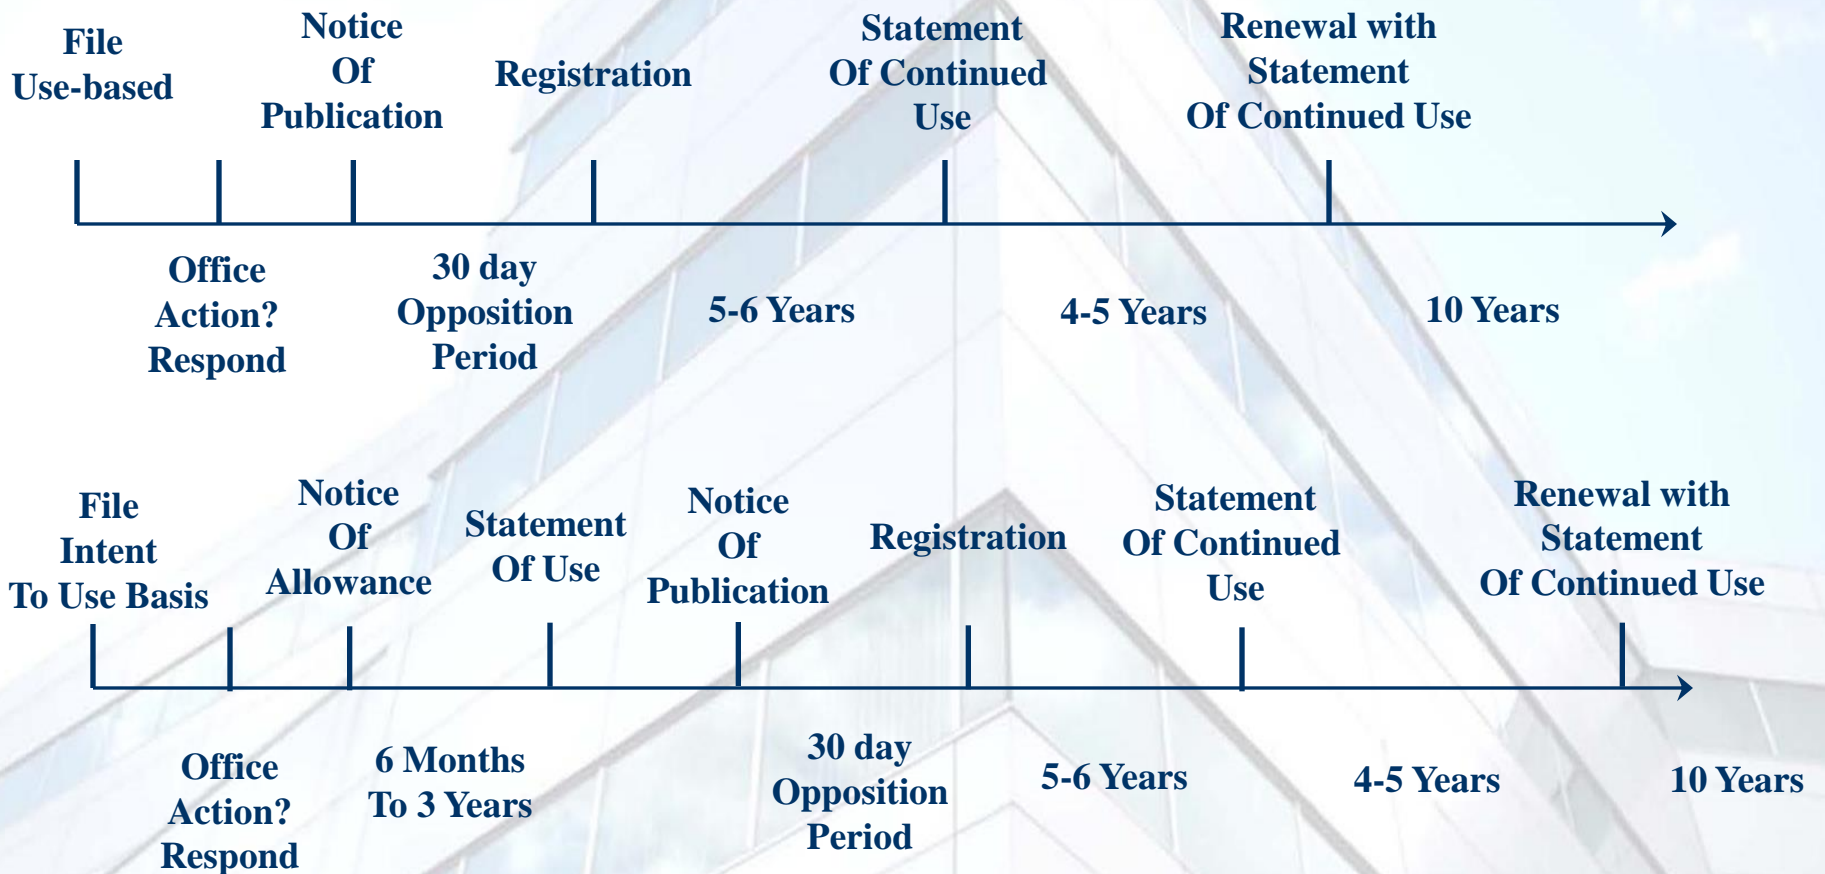 File
Use-based
Notice
Of
Publication
Registration
Statement
Of Continued
Use
Renewal with
Statement
Of Continued Use
Office
Action?
Respond
30 day
Opposition
Period
5-6 Years
4-5 Years
10 Years
File
Intent
To Use Basis
Notice
Of
Allowance
Statement
Of Use
Notice
Of
Publication
Registration
Statement
Of Continued
Use
Renewal with
Statement
Of Continued Use
Office
Action?
Respond
6 Months
To 3 Years
30 day
Opposition
Period
5-6 Years
4-5 Years
10 Years